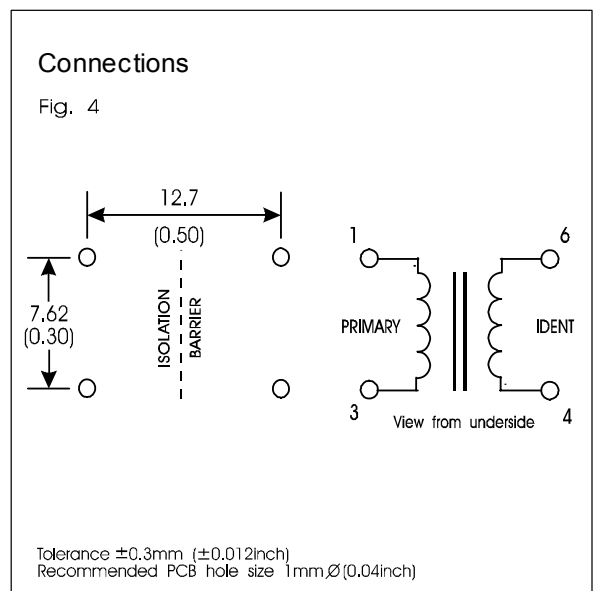 Connections
Fig. 4
12.7
(0.50)
7.62
(0.30)
ISOLATION
BARRIER
1
6
PRIMARY
IDENT
3
4
View from underside
Tolerance ±0.3mm (±0.012inch)
Recommended PCB hole size 1mmØ(0.04inch)